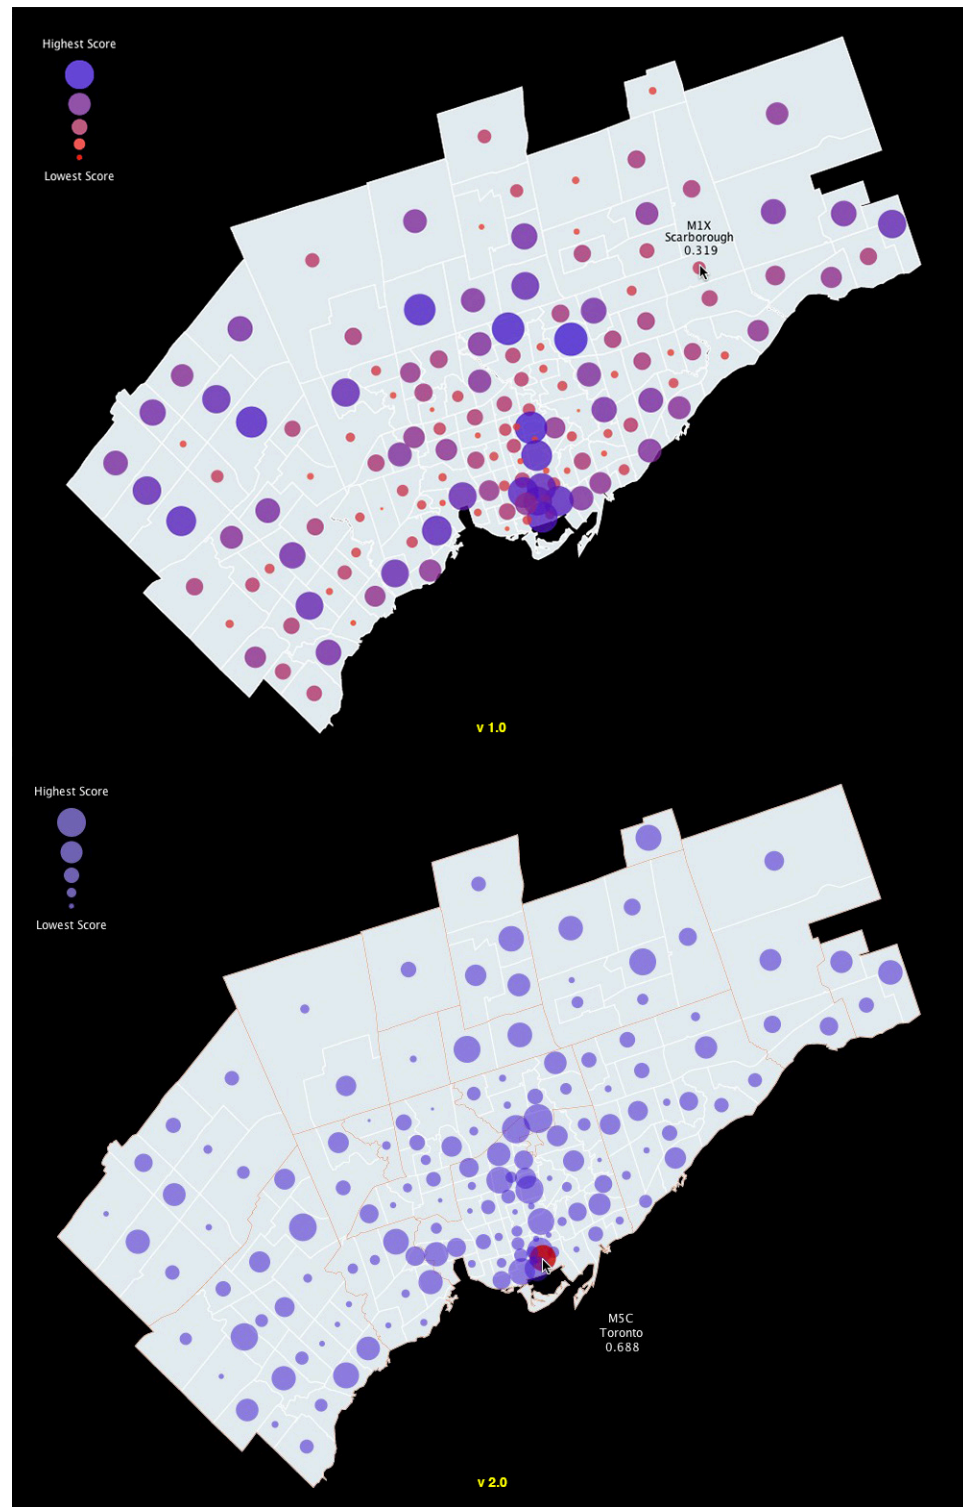 Highest Score
Lowest Score
M1X
Scarborough
0.319
v 1.0
Highest Score
Lowest Score
M5C
Toronto
0.688
v 2.0